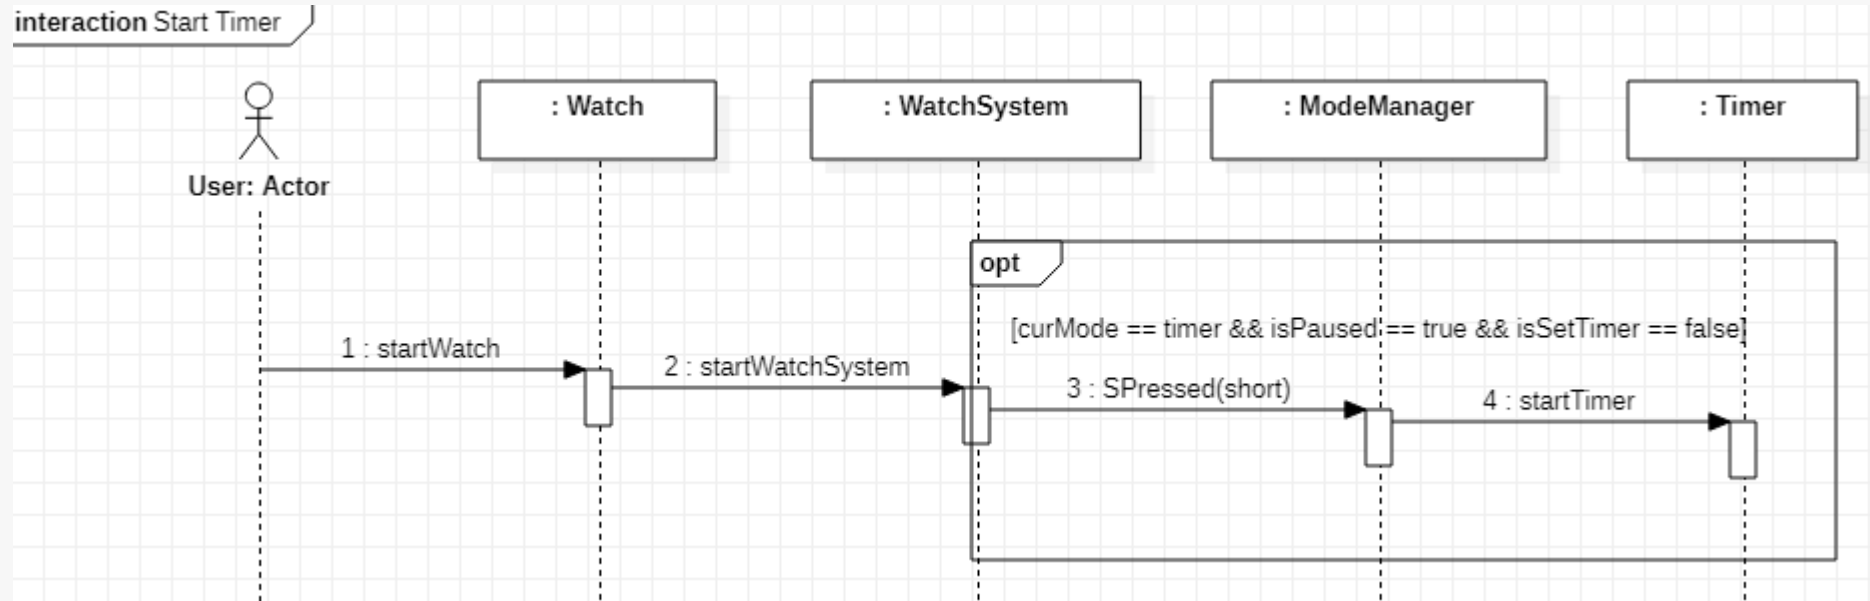 interaction Start Timer
: Watch
: WatchSystem
: ModeManager
: Timer
User: Actor
opt
[curMode == timer && isPaused == true && isSetTimer == false]
1 : startWatch
2 : startWatchSystem
3 : SPressed(short)
4 : startTimer